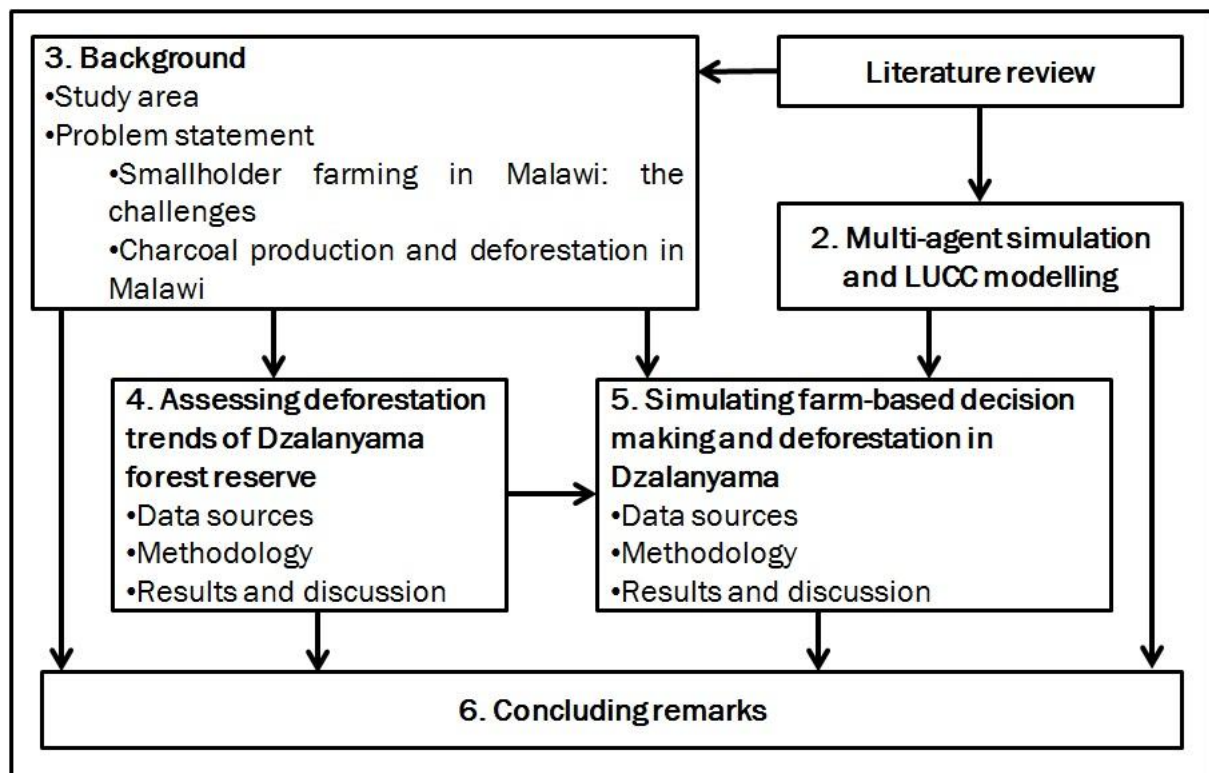 3. Background
•Study area
•Problem statement
•Smallholder farming in Malawi: the
challenges
•Charcoal production and deforestation in
Malawi
Literature review
2. Multi-agent simulation
and LUCC modelling
4. Assessing deforestation
trends of Dzalanyama
forest reserve
•Data sources
•Methodology
•Results and discussion
5. Simulating farm-based decision
making and deforestation in
Dzalanyama
•Data sources
•Methodology
•Results and discussion
6. Concluding remarks